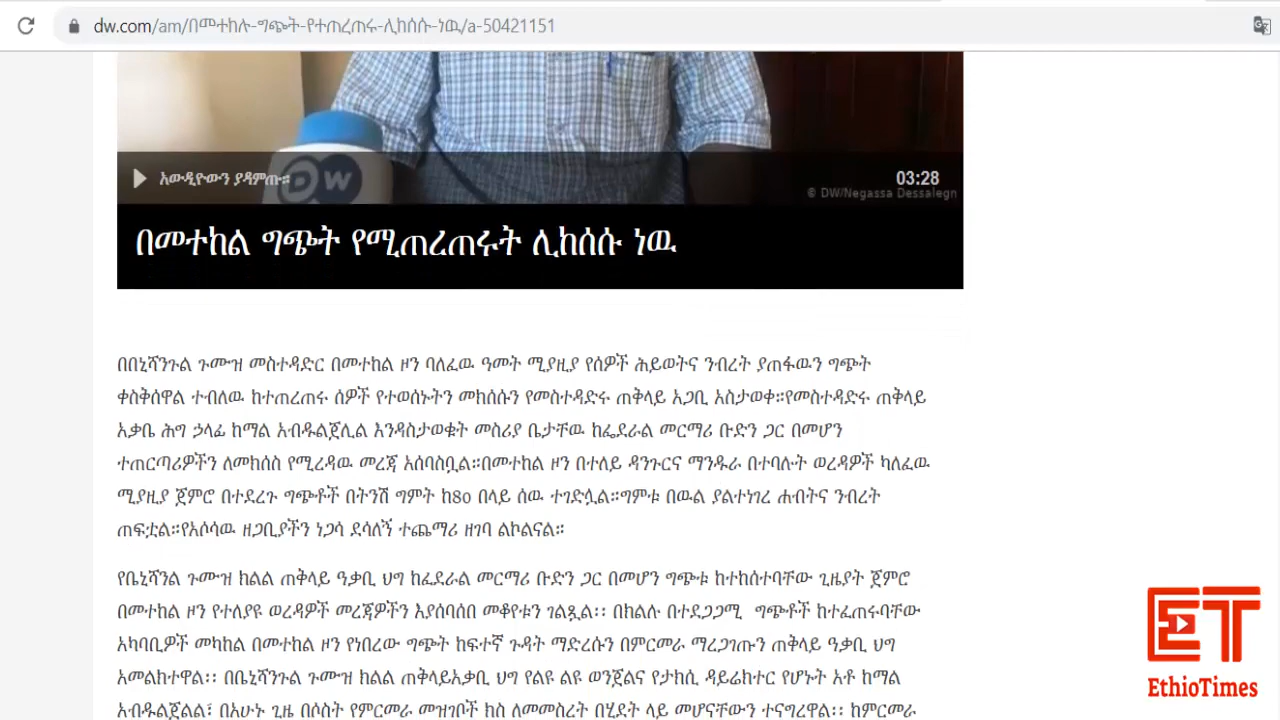 dw.com/am/በመተከሉ-ግጭት-የተጠረጠሩ-ሊከሰሱ-ነዉ/a-50421151
አውዲዮውን ያዳምጡ።
DW
03:28
© DW/Negassa Dessalegn
በመተከል ግጭት የሚጠረጠሩት ሊከሰሱ ነዉ
በበኒሻንጉል ጉሙዝ መስተዳድር በመተከል ዞን ባለፈዉ ዓመት ሚያዚያ የሰዎች ሕይወትና ንብረት ያጠፋዉን ግጭት
ቀስቅሰዋል ተብለዉ ከተጠረጠሩ ሰዎች የተወሰኑትን መክሰሱን የመስተዳድሩ ጠቅላይ አጋቢ አስታወቀ።የመስተዳድሩ ጠቅላይ
አቃቤ ሕግ ኃላፊ ከማል አብዱልጀሊል እንዳስታወቁት መስሪያ ቤታቸዉ ከፌደራል መርማሪ ቡድን ጋር በመሆን
ተጠርጣሪዎችን ለመክሰስ የሚረዳዉ መረጃ አሰባስቧል።በመተከል ዞን በተለይ ዳንጉርና ማንዱራ በተባሉት ወረዳዎች ካለፈዉ
ሚያዚያ ጀምሮ በተደረጉ ግጭቶች በትንሽ ግምት ከ80 በላይ ሰዉ ተገድሏል።ግምቱ በዉል ያልተነገረ ሐብትና ንብረት
ጠፍቷል።የአሶሳዉ ዘጋቢያችን ነጋሳ ደሳለኝ ተጨማሪ ዘገባ ልኮልናል።
የቤኒሻንል ጉሙዝ ክልል ጠቅላይ ዓቃቢ ህግ ከፈደራል መርማሪ ቡድን ጋር በመሆን ግጭቱ ከተከሰተባቸው ጊዜያት ጀምሮ
በመተከል ዞን የተለያዩ ወረዳዎች መረጃዎችን እያሰባሰበ መቆየቱን ገልጿል፡፡ በክልሉ በተደጋጋሚ ግጭቶች ከተፈጠሩባቸው
አካባቢዎች መካከል በመተከል ዞን የነበረው ግጭት ከፍተኛ ጉዳት ማድረሱን በምርመራ ማረጋገጡን ጠቅላይ ዓቃቢ ህግ
አመልክተዋል፡፡ በቤኒሻንጉል ጉሙዝ ክልል ጠቅላይአቃቢ ህግ የልዩ ልዩ ወንጀልና የታክሲ ዳይሬክተር የሆኑት አቶ ከማል
አብዱልጀልል፣ በአሁኑ ጊዜ በሶስት የምርመራ መዝገቦች ክስ ለመመስረት በሂደት ላይ መሆናቸውን ተናግረዋል፡፡ ከምርመራ
ET
EthioTimes